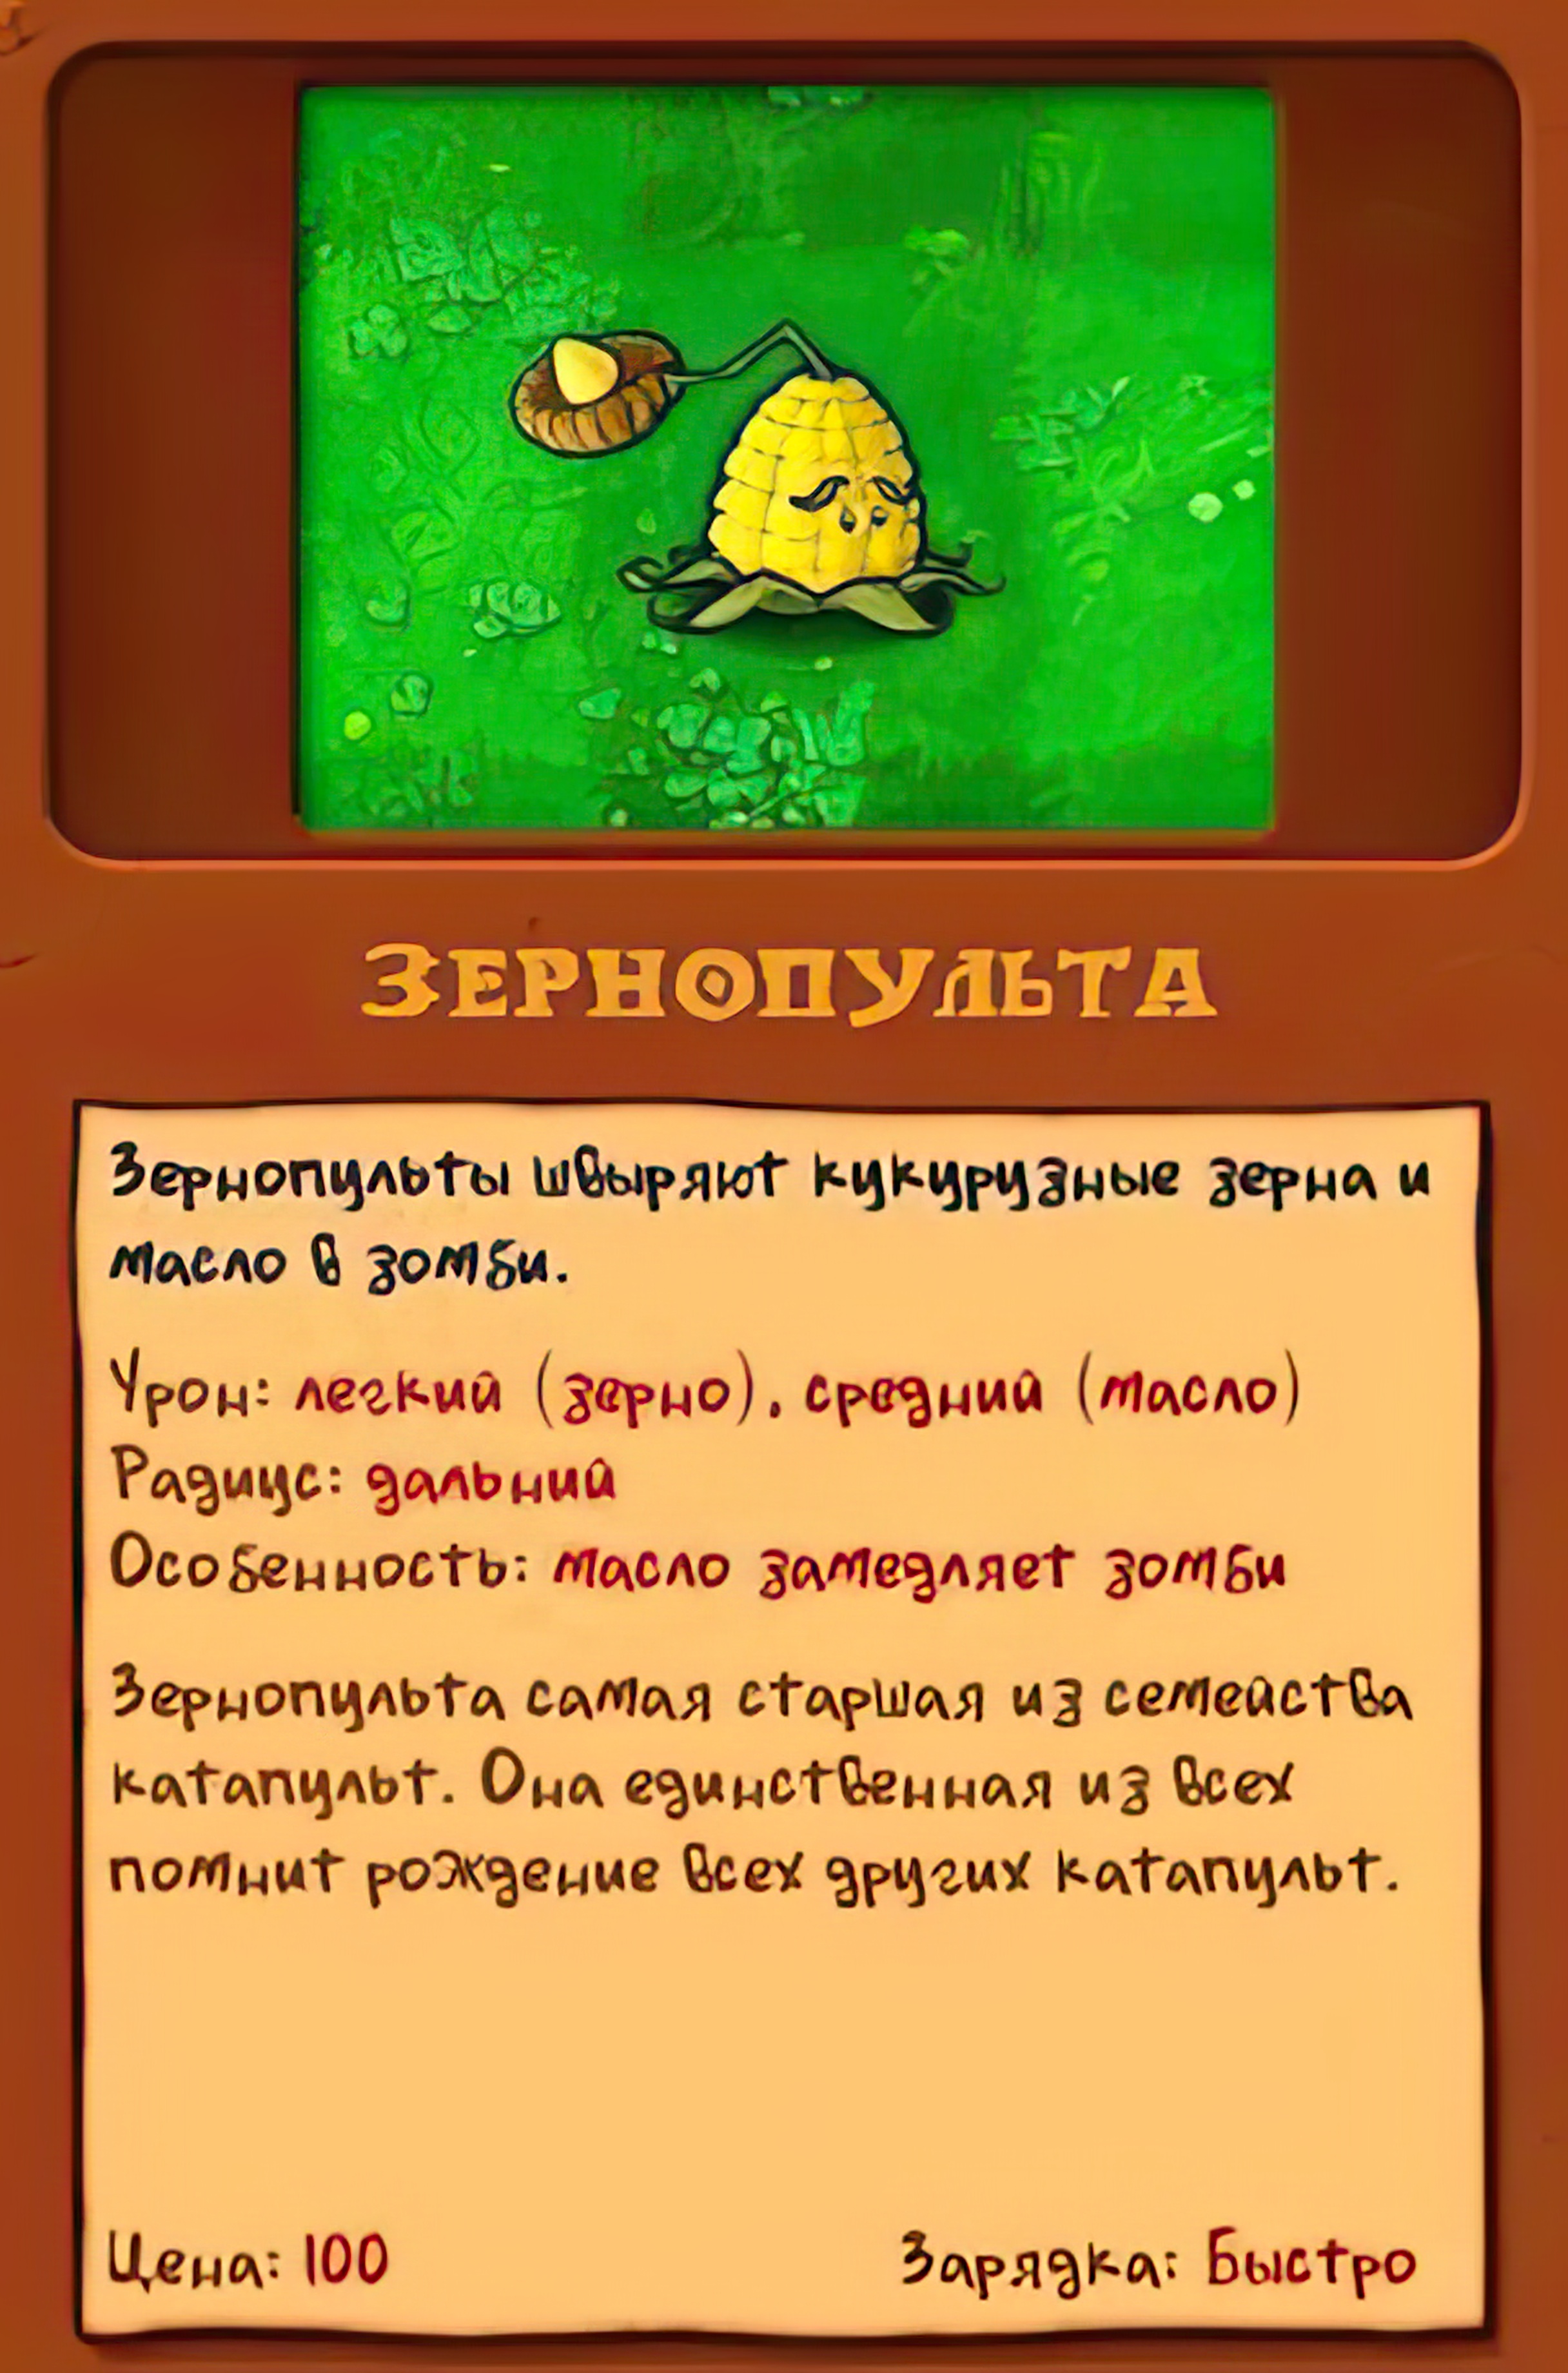 ЗЕРНОПУЛЬТА
Зернопульты швыряют кукурузные зерна и
масло в зомби.
Урон: легкий (зерно), средний (масло)
Радиус: дальний
Особенность: масло замедляет зомби
Зернопульта самая старшая из семейства
катапульт. Она единственная из всех
помнит рождение всех других катапульт.
Цена: 100
Зарядка: Быстро